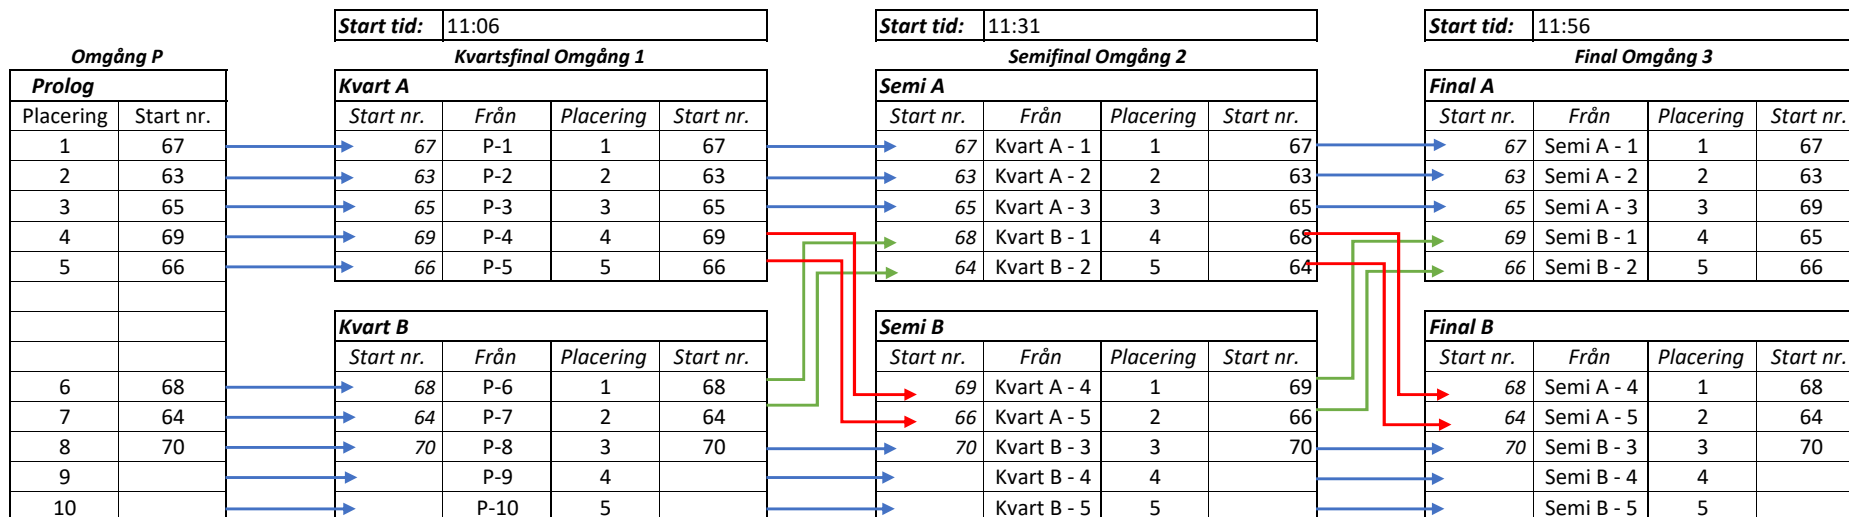 Start tid: 11:06 Start tid: 11:31 Start tid: 11:56
Omgång P Kvartsfinal Omgång 1 Semifinal Omgång 2 Final Omgång 3
Prolog Kvart A Semi A Final A
Placering Start nr. Start nr. Från Placering Start nr. Start nr. Från Placering Start nr. Start nr. Från Placering Start nr.
1 67 67 P-1 1 67 67 Kvart A - 1 1 67 67 Semi A - 1 1 67
2 63 63 P-2 2 63 63 Kvart A - 2 2 63 63 Semi A - 2 2 63
3 65 65 P-3 3 65 65 Kvart A - 3 3 65 65 Semi A - 3 3 69
4 69 69 P-4 4 69 68 Kvart B - 1 4 68 69 Semi B - 1 4 65
5 66 66 P-5 5 66 64 Kvart B - 2 5 64 66 Semi B - 2 5 66
Kvart B Semi B Final B
Start nr. Från Placering Start nr. Start nr. Från Placering Start nr. Start nr. Från Placering Start nr.
6 68 68 P-6 1 68 69 Kvart A - 4 1 69 68 Semi A - 4 1 68
7 64 64 P-7 2 64 66 Kvart A - 5 2 66 64 Semi A - 5 2 64
8 70 70 P-8 3 70 70 Kvart B - 3 3 70 70 Semi B - 3 3 70
9 P-9 4 Kvart B - 4 4 Semi B - 4 4
10 P-10 5 Kvart B - 5 5 Semi B - 5 5